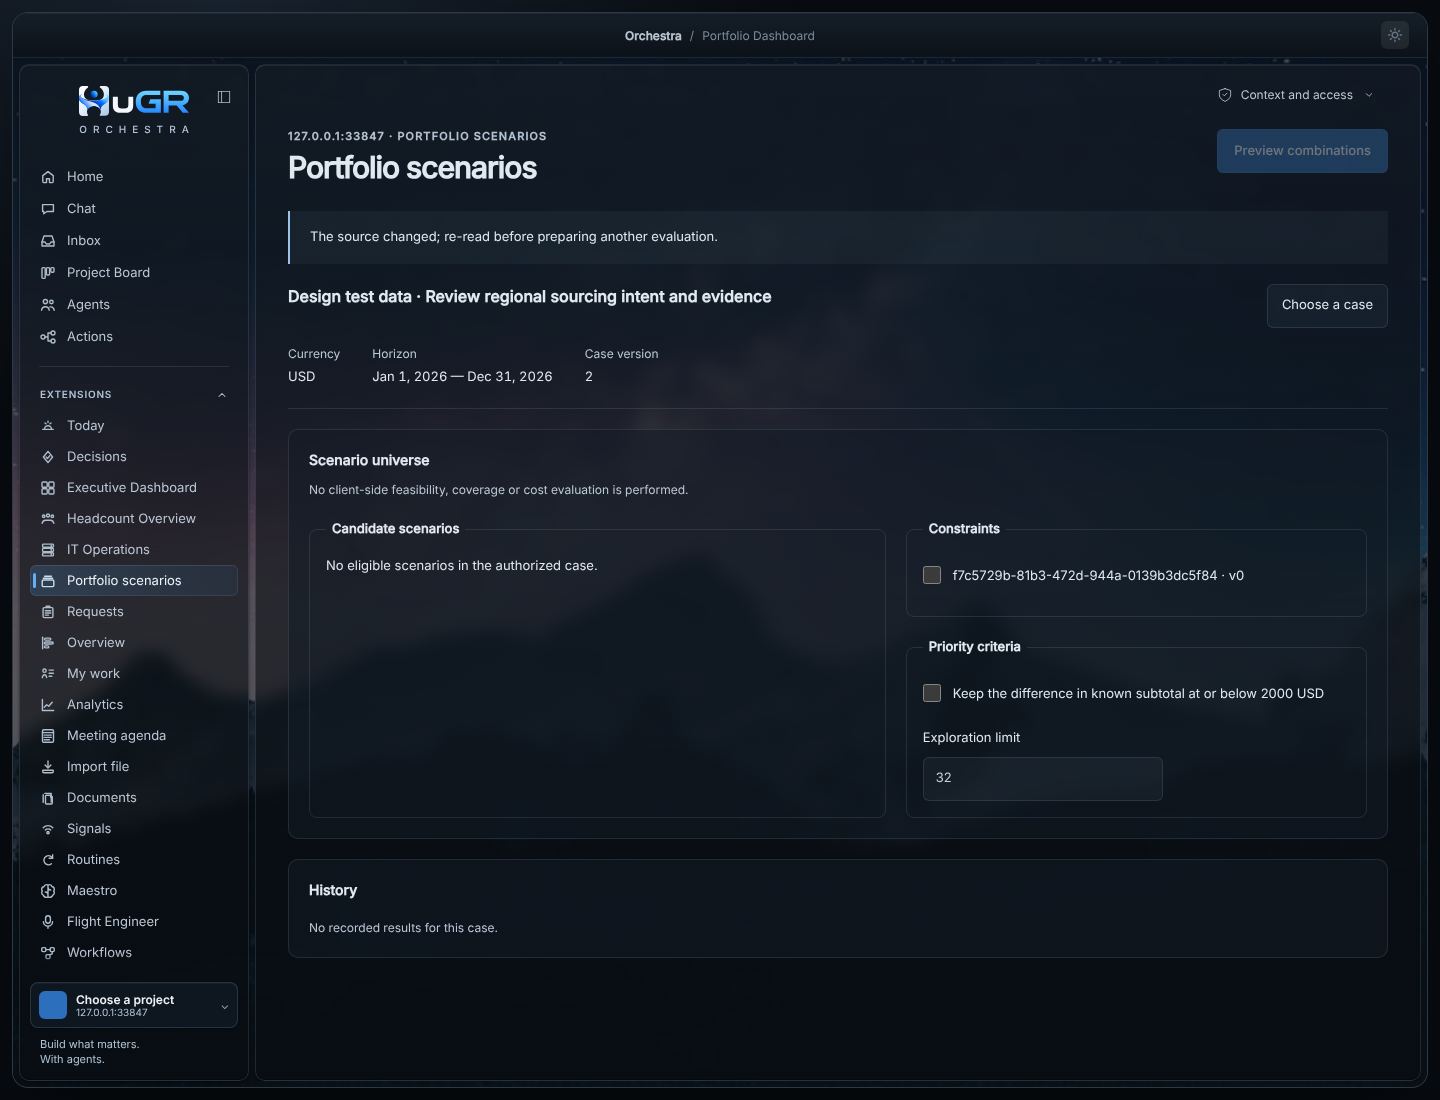 Orchestra / Portfolio Dashboard
HuGR
ORCHESTRA
Home
Chat
Inbox
Project Board
Agents
Actions
EXTENSIONS
Today
Decisions
Executive Dashboard
Headcount Overview
IT Operations
Portfolio scenarios
Requests
Overview
My work
Analytics
Meeting agenda
Import file
Documents
Signals
Routines
Maestro
Flight Engineer
Workflows
Choose a project
127.0.0.1:33847
Build what matters.
With agents.
Context and access
127.0.0.1:33847 · PORTFOLIO SCENARIOS
Portfolio scenarios
Preview combinations
The source changed; re-read before preparing another evaluation.
Design test data · Review regional sourcing intent and evidence
Choose a case
Currency Horizon Case version
USD Jan 1, 2026 — Dec 31, 2026 2
Scenario universe
No client-side feasibility, coverage or cost evaluation is performed.
Candidate scenarios
No eligible scenarios in the authorized case.
Constraints
f7c5729b-81b3-472d-944a-0139b3dc5f84 · v0
Priority criteria
Keep the difference in known subtotal at or below 2000 USD
Exploration limit
32
History
No recorded results for this case.